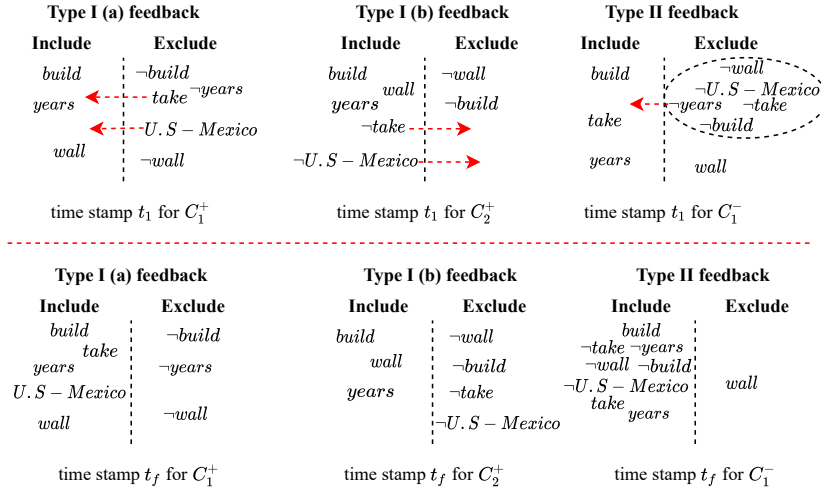 Type I (a) feedback
Include Exclude
build ¬build
years take ¬years
U.S − Mexico
wall ¬wall
time stamp t₁ for C₁⁺
Type I (b) feedback
Include Exclude
build ¬wall
wall
years ¬build
¬take
¬U.S − Mexico
time stamp t₁ for C₂⁺
Type II feedback
Include Exclude
¬wall
build
¬U.S − Mexico
¬years ¬take
take ¬build
years wall
time stamp t₁ for C₁⁻
Type I (a) feedback
Include Exclude
build ¬build
take
years ¬years
U.S − Mexico
wall ¬wall
time stamp t_f for C₁⁺
Type I (b) feedback
Include Exclude
build ¬wall
wall ¬build
years ¬take
¬U.S − Mexico
time stamp t_f for C₂⁺
Type II feedback
Include Exclude
build
¬take ¬years
¬wall ¬build
¬U.S − Mexico wall
take
years
time stamp t_f for C₁⁻